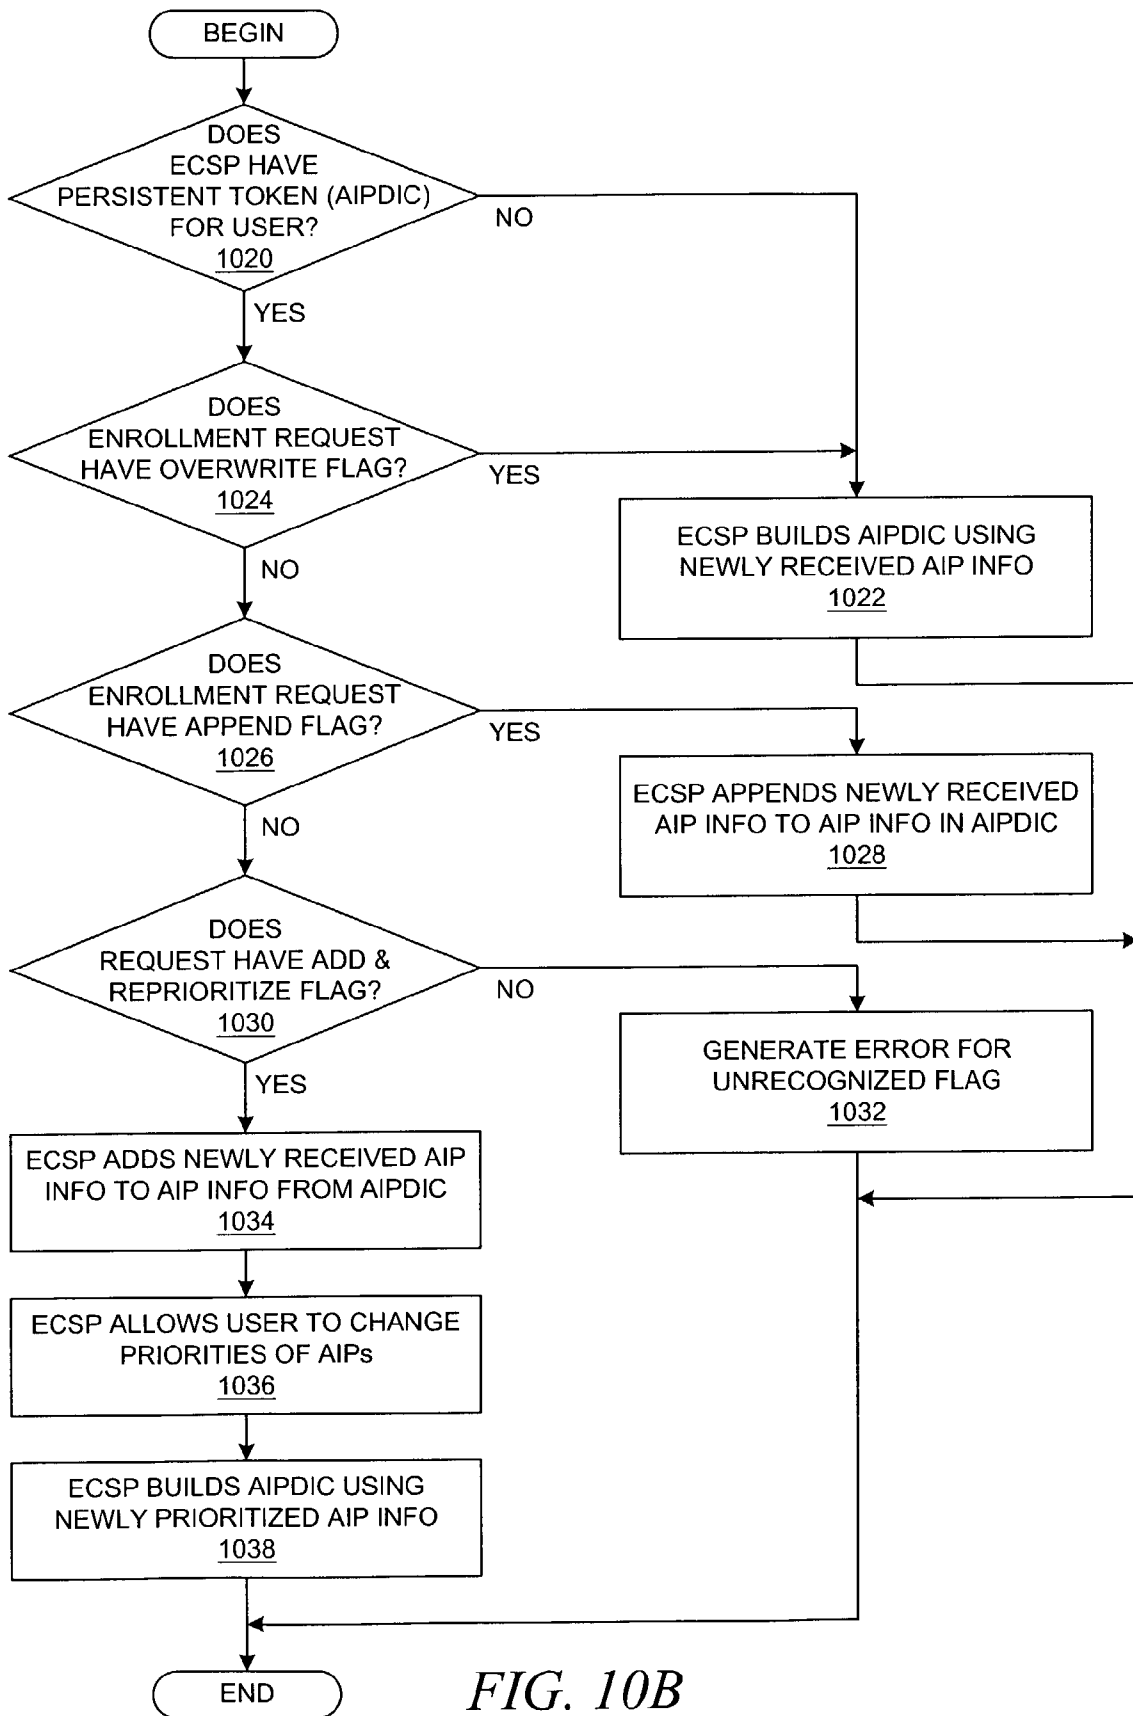 BEGIN
DOES
ECSP HAVE
PERSISTENT TOKEN (AIPDIC)
FOR USER?
1020
NO
YES
DOES
ENROLLMENT REQUEST
HAVE OVERWRITE FLAG?
1024
YES
NO
ECSP BUILDS AIPDIC USING
NEWLY RECEIVED AIP INFO
1022
DOES
ENROLLMENT REQUEST
HAVE APPEND FLAG?
1026
YES
NO
ECSP APPENDS NEWLY RECEIVED
AIP INFO TO AIP INFO IN AIPDIC
1028
DOES
REQUEST HAVE ADD &
REPRIORITIZE FLAG?
1030
NO
YES
GENERATE ERROR FOR
UNRECOGNIZED FLAG
1032
ECSP ADDS NEWLY RECEIVED AIP
INFO TO AIP INFO FROM AIPDIC
1034
ECSP ALLOWS USER TO CHANGE
PRIORITIES OF AIPs
1036
ECSP BUILDS AIPDIC USING
NEWLY PRIORITIZED AIP INFO
1038
END
FIG. 10B